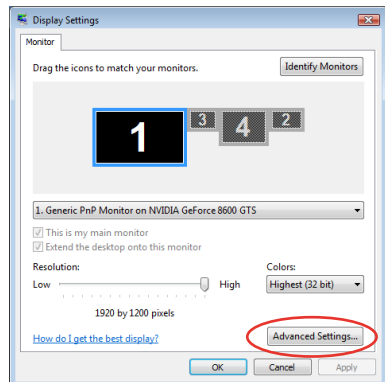 Display Settings
Monitor
Drag the icons to match your monitors.
Identify Monitors
1
3
4
2
1. Generic PnP Monitor on NVIDIA GeForce 8600 GTS
This is my main monitor
Extend the desktop onto this monitor
Resolution:
Colors:
Low
High
Highest (32 bit)
1920 by 1200 pixels
How do I get the best display?
Advanced Settings...
OK
Cancel
Apply